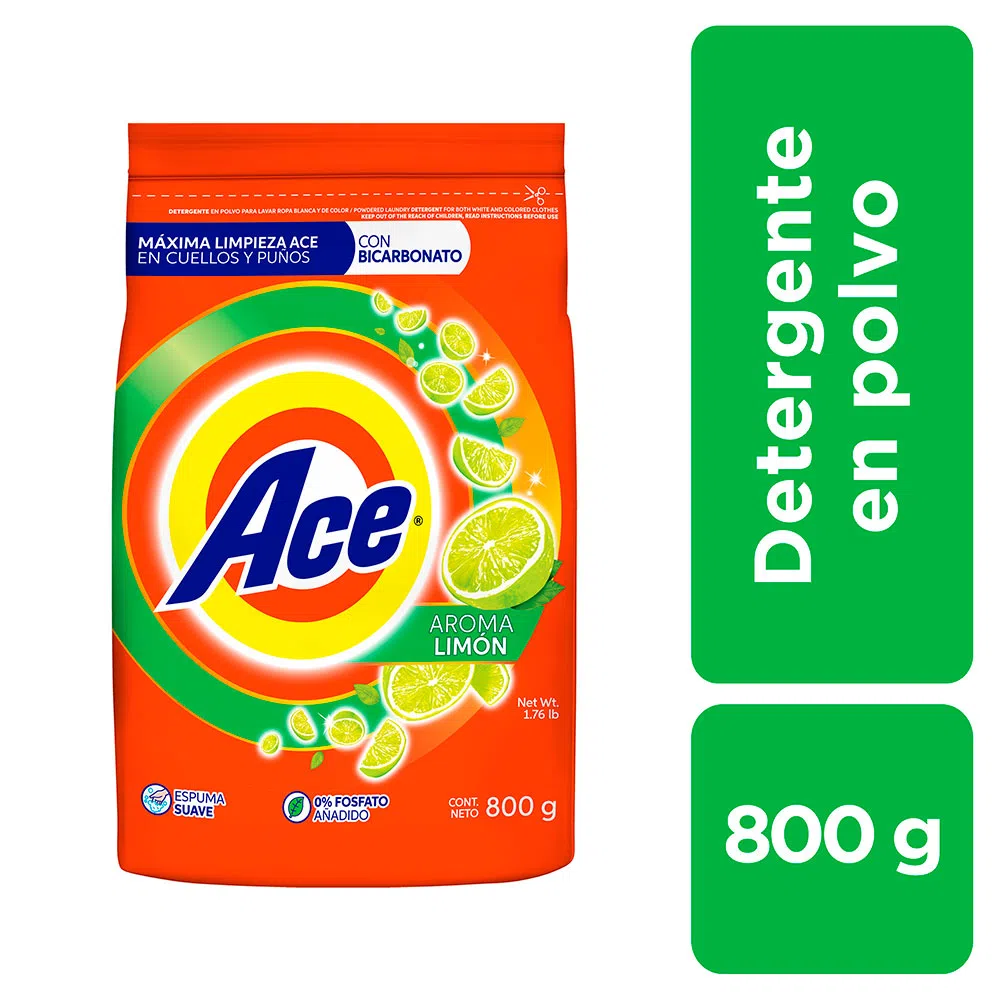 DETERGENTE EN POLVO PARA LAVAR ROPA BLANCA Y DE COLOR / POWDERED LAUNDRY DETERGENT FOR BOTH WHITE AND COLORED CLOTHES
KEEP OUT OF THE REACH OF CHILDREN, READ INSTRUCTIONS BEFORE USE
MÁXIMA LIMPIEZA ACE
EN CUELLOS Y PUÑOS
CON
BICARBONATO
Ace®
AROMA
LIMÓN
Net Wt.
1.76 lb
ESPUMA
SUAVE
0% FOSFATO
AÑADIDO
CONT.
NETO 800 g
Detergente
en polvo
800 g